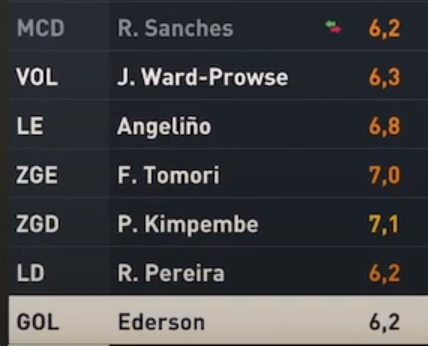 MCD R. Sanches 6,2
VOL J. Ward-Prowse 6,3
LE Angeliño 6,8
ZGE F. Tomori 7,0
ZGD P. Kimpembe 7,1
LD R. Pereira 6,2
GOL Ederson 6,2